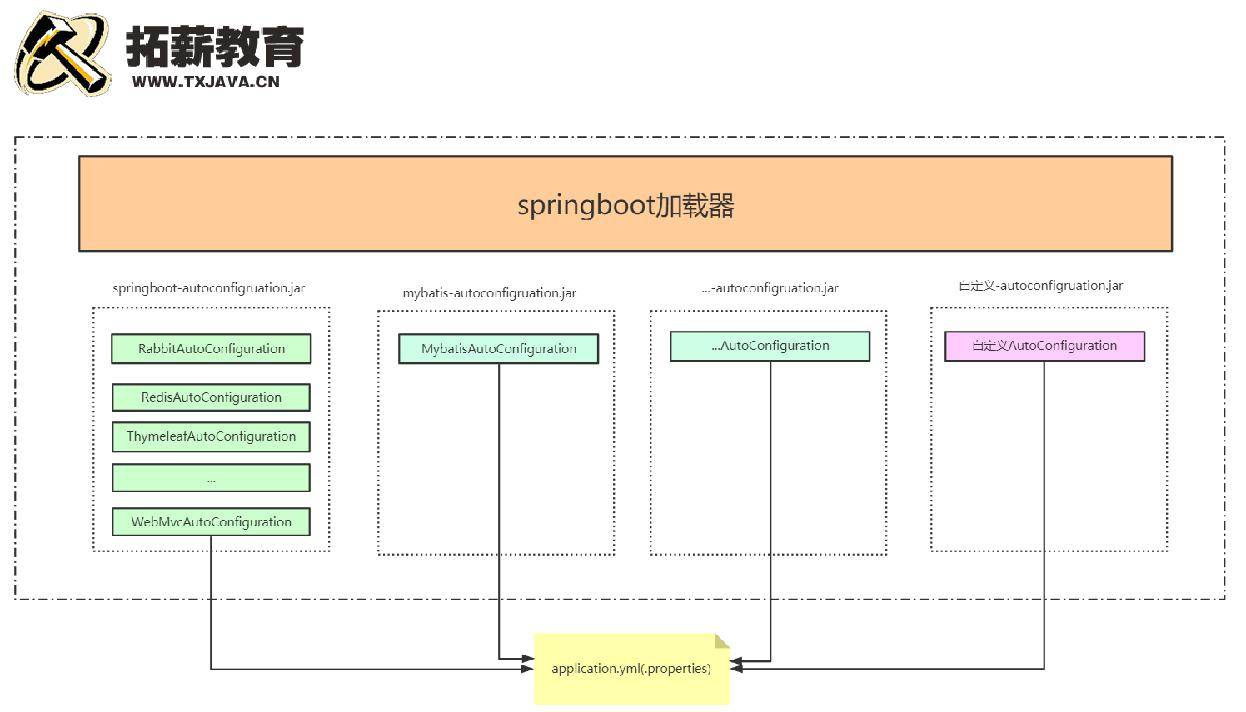 拓薪教育
WWW.TXJAVA.CN
springboot加载器
springboot-autoconfigruation.jar
mybatis-autoconfigruation.jar
...-autoconfigruation.jar
自定义-autoconfigruation.jar
RabbitAutoConfiguration
MybatisAutoConfiguration
...AutoConfiguration
自定义AutoConfiguration
RedisAutoConfiguration
ThymeleafAutoConfiguration
...
WebMvcAutoConfiguration
application.yml(.properties)